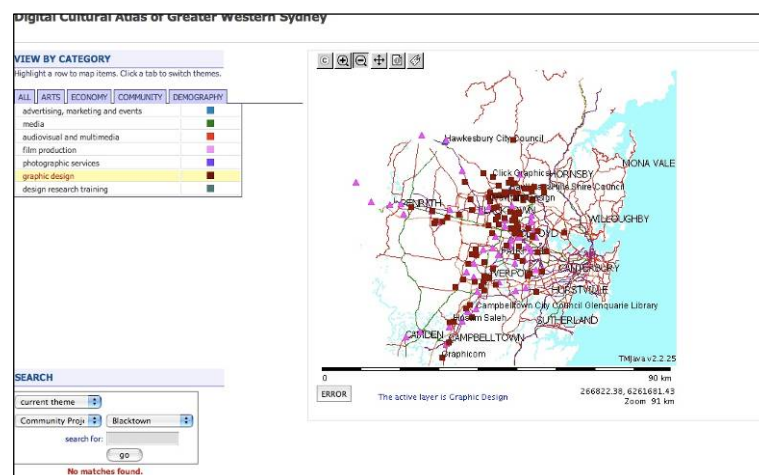 Digital Cultural Atlas of Greater Western Sydney
VIEW BY CATEGORY
Highlight a row to map items. Click a tab to switch themes.
ALL ARTS ECONOMY COMMUNITY DEMOGRAPHY
advertising, marketing and events
media
audiovisual and multimedia
film production
photographic services
graphic design
design research training
Hawkesbury City Council
MONA VALE
Click Graphics
HORNSBY
Shire Council
WILLOUGHBY
CANTERBURY
HURSTVILLE
Campbelltown City Council Glenquarie Library
Hosam Saleh
SUTHERLAND
CAMDEN
CAMPBELLTOWN
Graphicom
TMJava v2.2.25
0 90 km
ERROR
The active layer is Graphic Design
266822.38, 6261681.43
Zoom 91 km
SEARCH
current theme
Community Proj
Blacktown
search for:
go
No matches found.